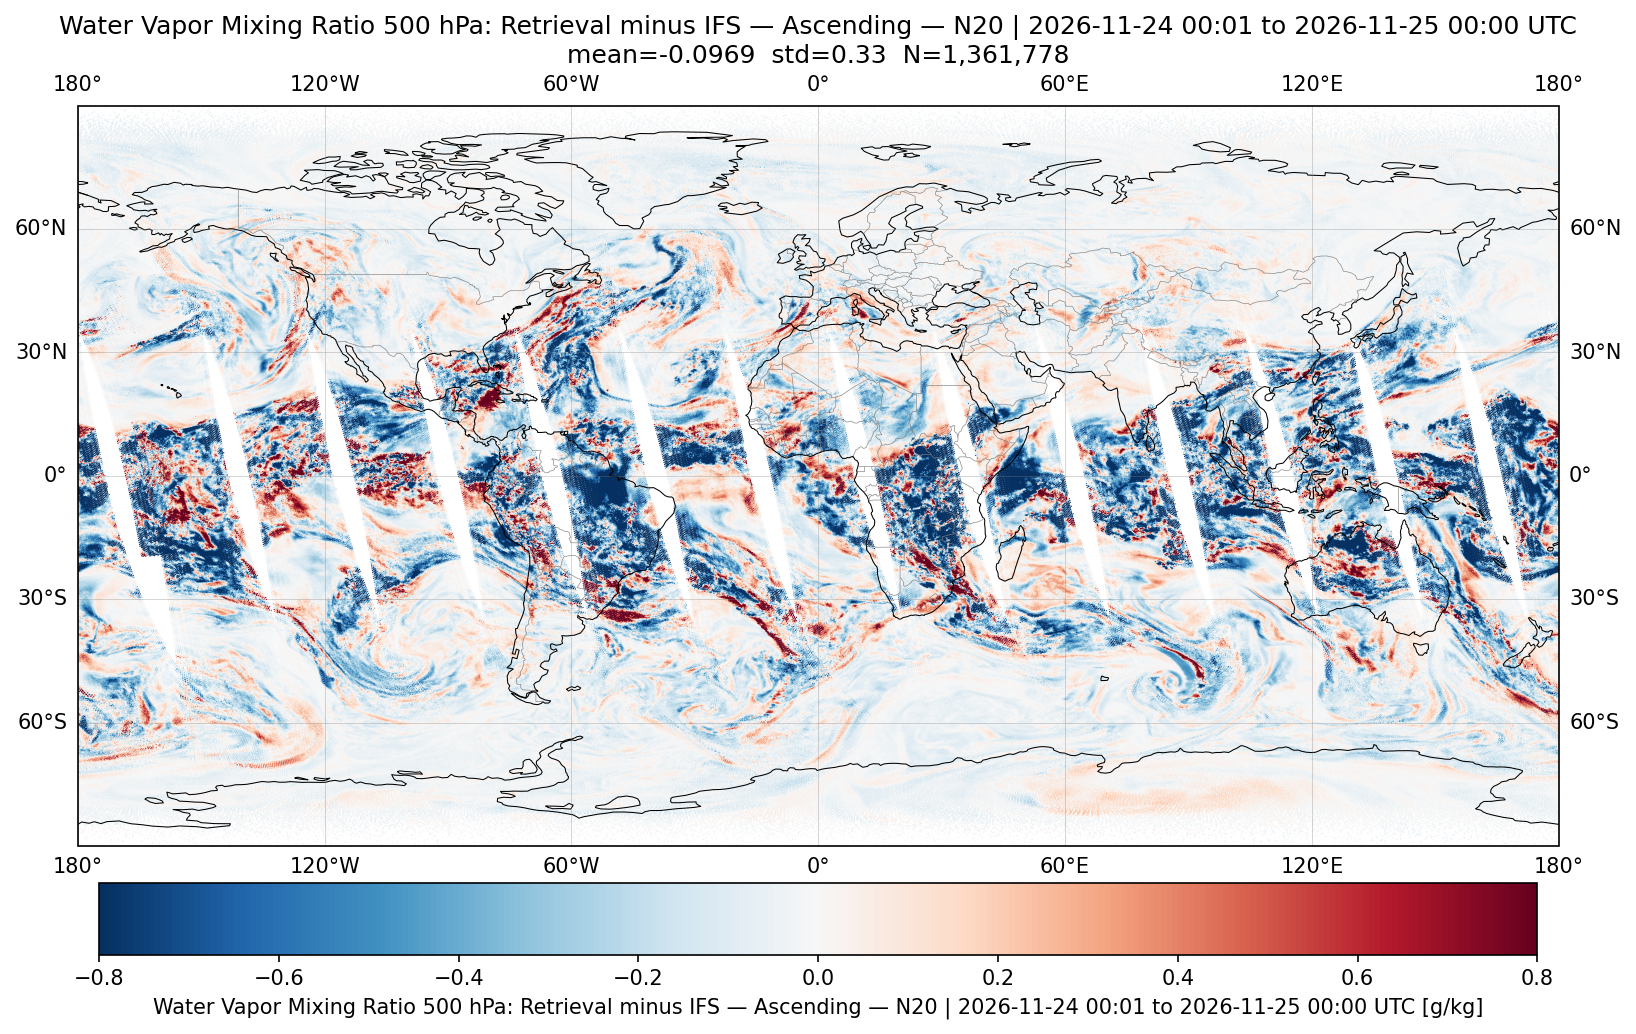 Water Vapor Mixing Ratio 500 hPa: Retrieval minus IFS — Ascending — N20 | 2026-11-24 00:01 to 2026-11-25 00:00 UTC
mean=-0.0969 std=0.33 N=1,361,778
180° 120°W 60°W 0° 60°E 120°E 180°
60°N 60°N
30°N 30°N
0° 0°
30°S 30°S
60°S 60°S
180° 120°W 60°W 0° 60°E 120°E 180°
−0.8 −0.6 −0.4 −0.2 0.0 0.2 0.4 0.6 0.8
Water Vapor Mixing Ratio 500 hPa: Retrieval minus IFS — Ascending — N20 | 2026-11-24 00:01 to 2026-11-25 00:00 UTC [g/kg]